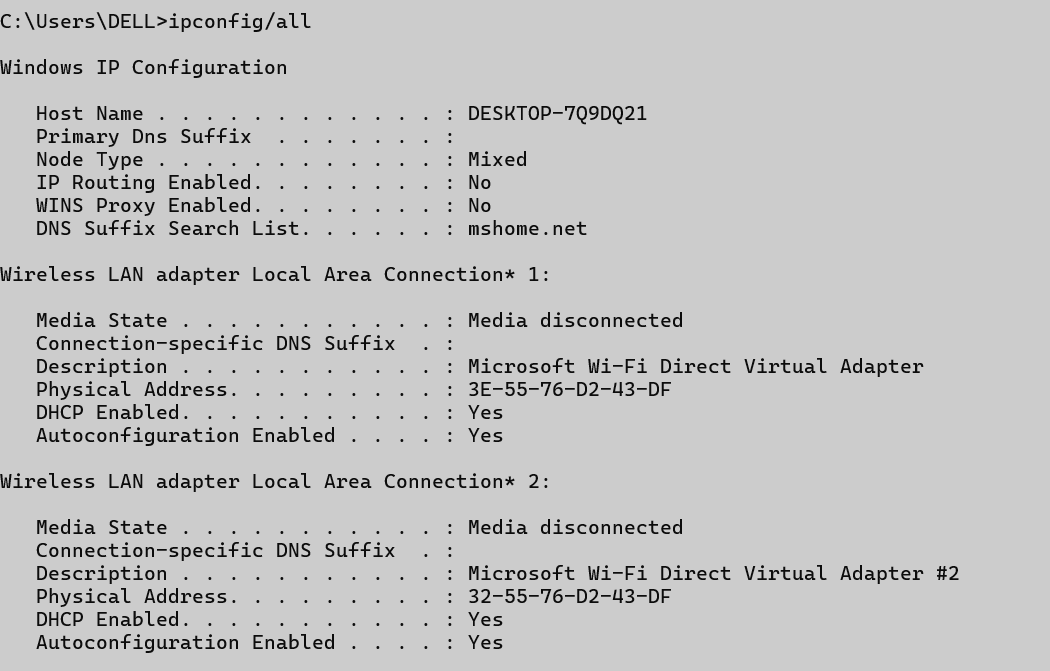 C:\Users\DELL>ipconfig/all
Windows IP Configuration
Host Name . . . . . . . . . . . . : DESKTOP-7Q9DQ21
Primary Dns Suffix  . . . . . . . :
Node Type . . . . . . . . . . . . : Mixed
IP Routing Enabled. . . . . . . . : No
WINS Proxy Enabled. . . . . . . . : No
DNS Suffix Search List. . . . . . : mshome.net
Wireless LAN adapter Local Area Connection* 1:
Media State . . . . . . . . . . . : Media disconnected
Connection-specific DNS Suffix  . :
Description . . . . . . . . . . . : Microsoft Wi-Fi Direct Virtual Adapter
Physical Address. . . . . . . . . : 3E-55-76-D2-43-DF
DHCP Enabled. . . . . . . . . . . : Yes
Autoconfiguration Enabled . . . . : Yes
Wireless LAN adapter Local Area Connection* 2:
Media State . . . . . . . . . . . : Media disconnected
Connection-specific DNS Suffix  . :
Description . . . . . . . . . . . : Microsoft Wi-Fi Direct Virtual Adapter #2
Physical Address. . . . . . . . . : 32-55-76-D2-43-DF
DHCP Enabled. . . . . . . . . . . : Yes
Autoconfiguration Enabled . . . . : Yes